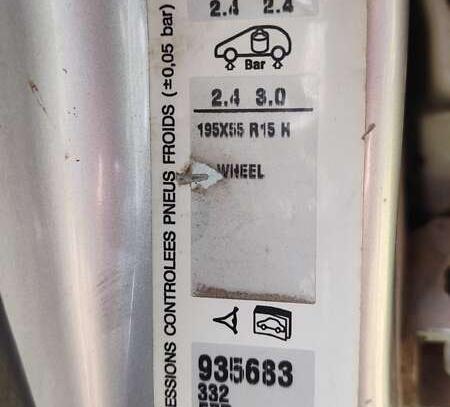 2.4 2.4
Bar
2.4 3.0
195X55 R15 H
WHEEL
935683
332
ESSIONS CONTROLEES PNEUS FROIDS (±0,05 bar)